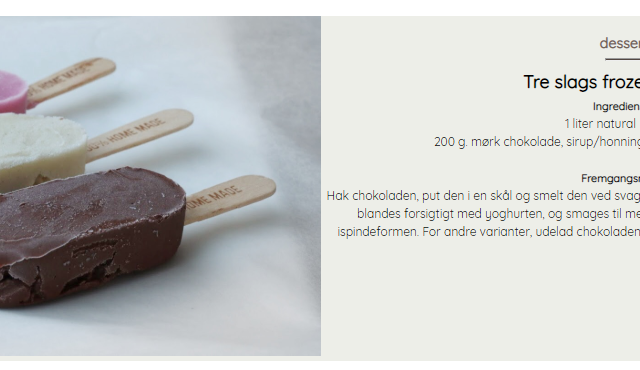 HOME MADE
HOME MADE
HOME MADE
desser
Tre slags froze
Ingredien
1 liter natural
200 g. mørk chokolade, sirup/honning
Fremgangsm
Hak chokoladen, put den i en skål og smelt den ved svag
blandes forsigtigt med yoghurten, og smages til me
ispindeformen. For andre varianter, udelad chokoladen